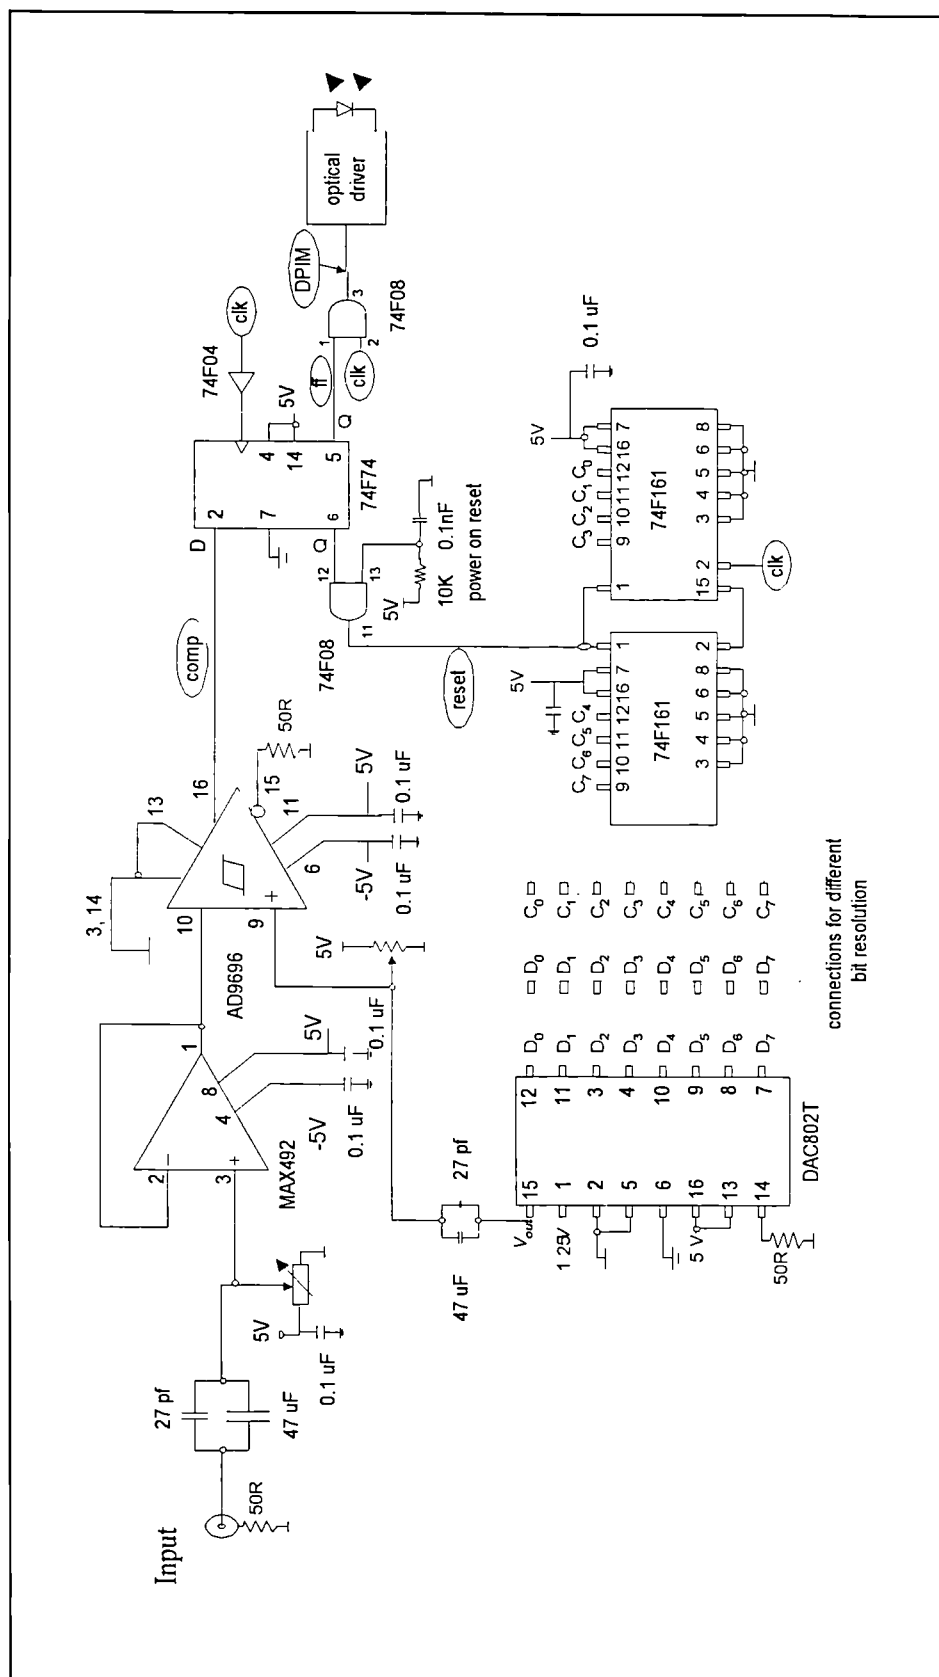 Input
50R
27 pf
47 uF
5V
0.1 uF
2
3
−
+
1
8
4
MAX492
5V
0.1 uF
-5V
0.1 uF
AD9696
3, 14
13
10
9
+
16
15
50R
11
6
5V
0.1 uF
-5V
0.1 uF
5V
comp
D
2
7
6
Q
4
14
5
Q
5V
74F74
74F04
clk
ff
1
2
3
clk
74F08
DPIM
optical
driver
12
13
11
74F08
5V
10K
0.1nF
power on reset
reset
47 uF
27 pf
Vout
15
1 25V
1
2
5
6
5 V
16
13
14
50R
12
11
3
4
10
9
8
7
DAC802T
D0
D1
D2
D3
D4
D5
D6
D7
D0
D1
D2
D3
D4
D5
D6
D7
C0
C1
C2
C3
C4
C5
C6
C7
connections for different
bit resolution
5V
C7 C6 C5 C4
9 10 11 12 16 7 1
74F161
3 4 5 6 8 2
5V
0.1 uF
C3 C2 C1 C0
1 9 10 11 12 16 7
74F161
15 2 3 4 5 6 8
clk